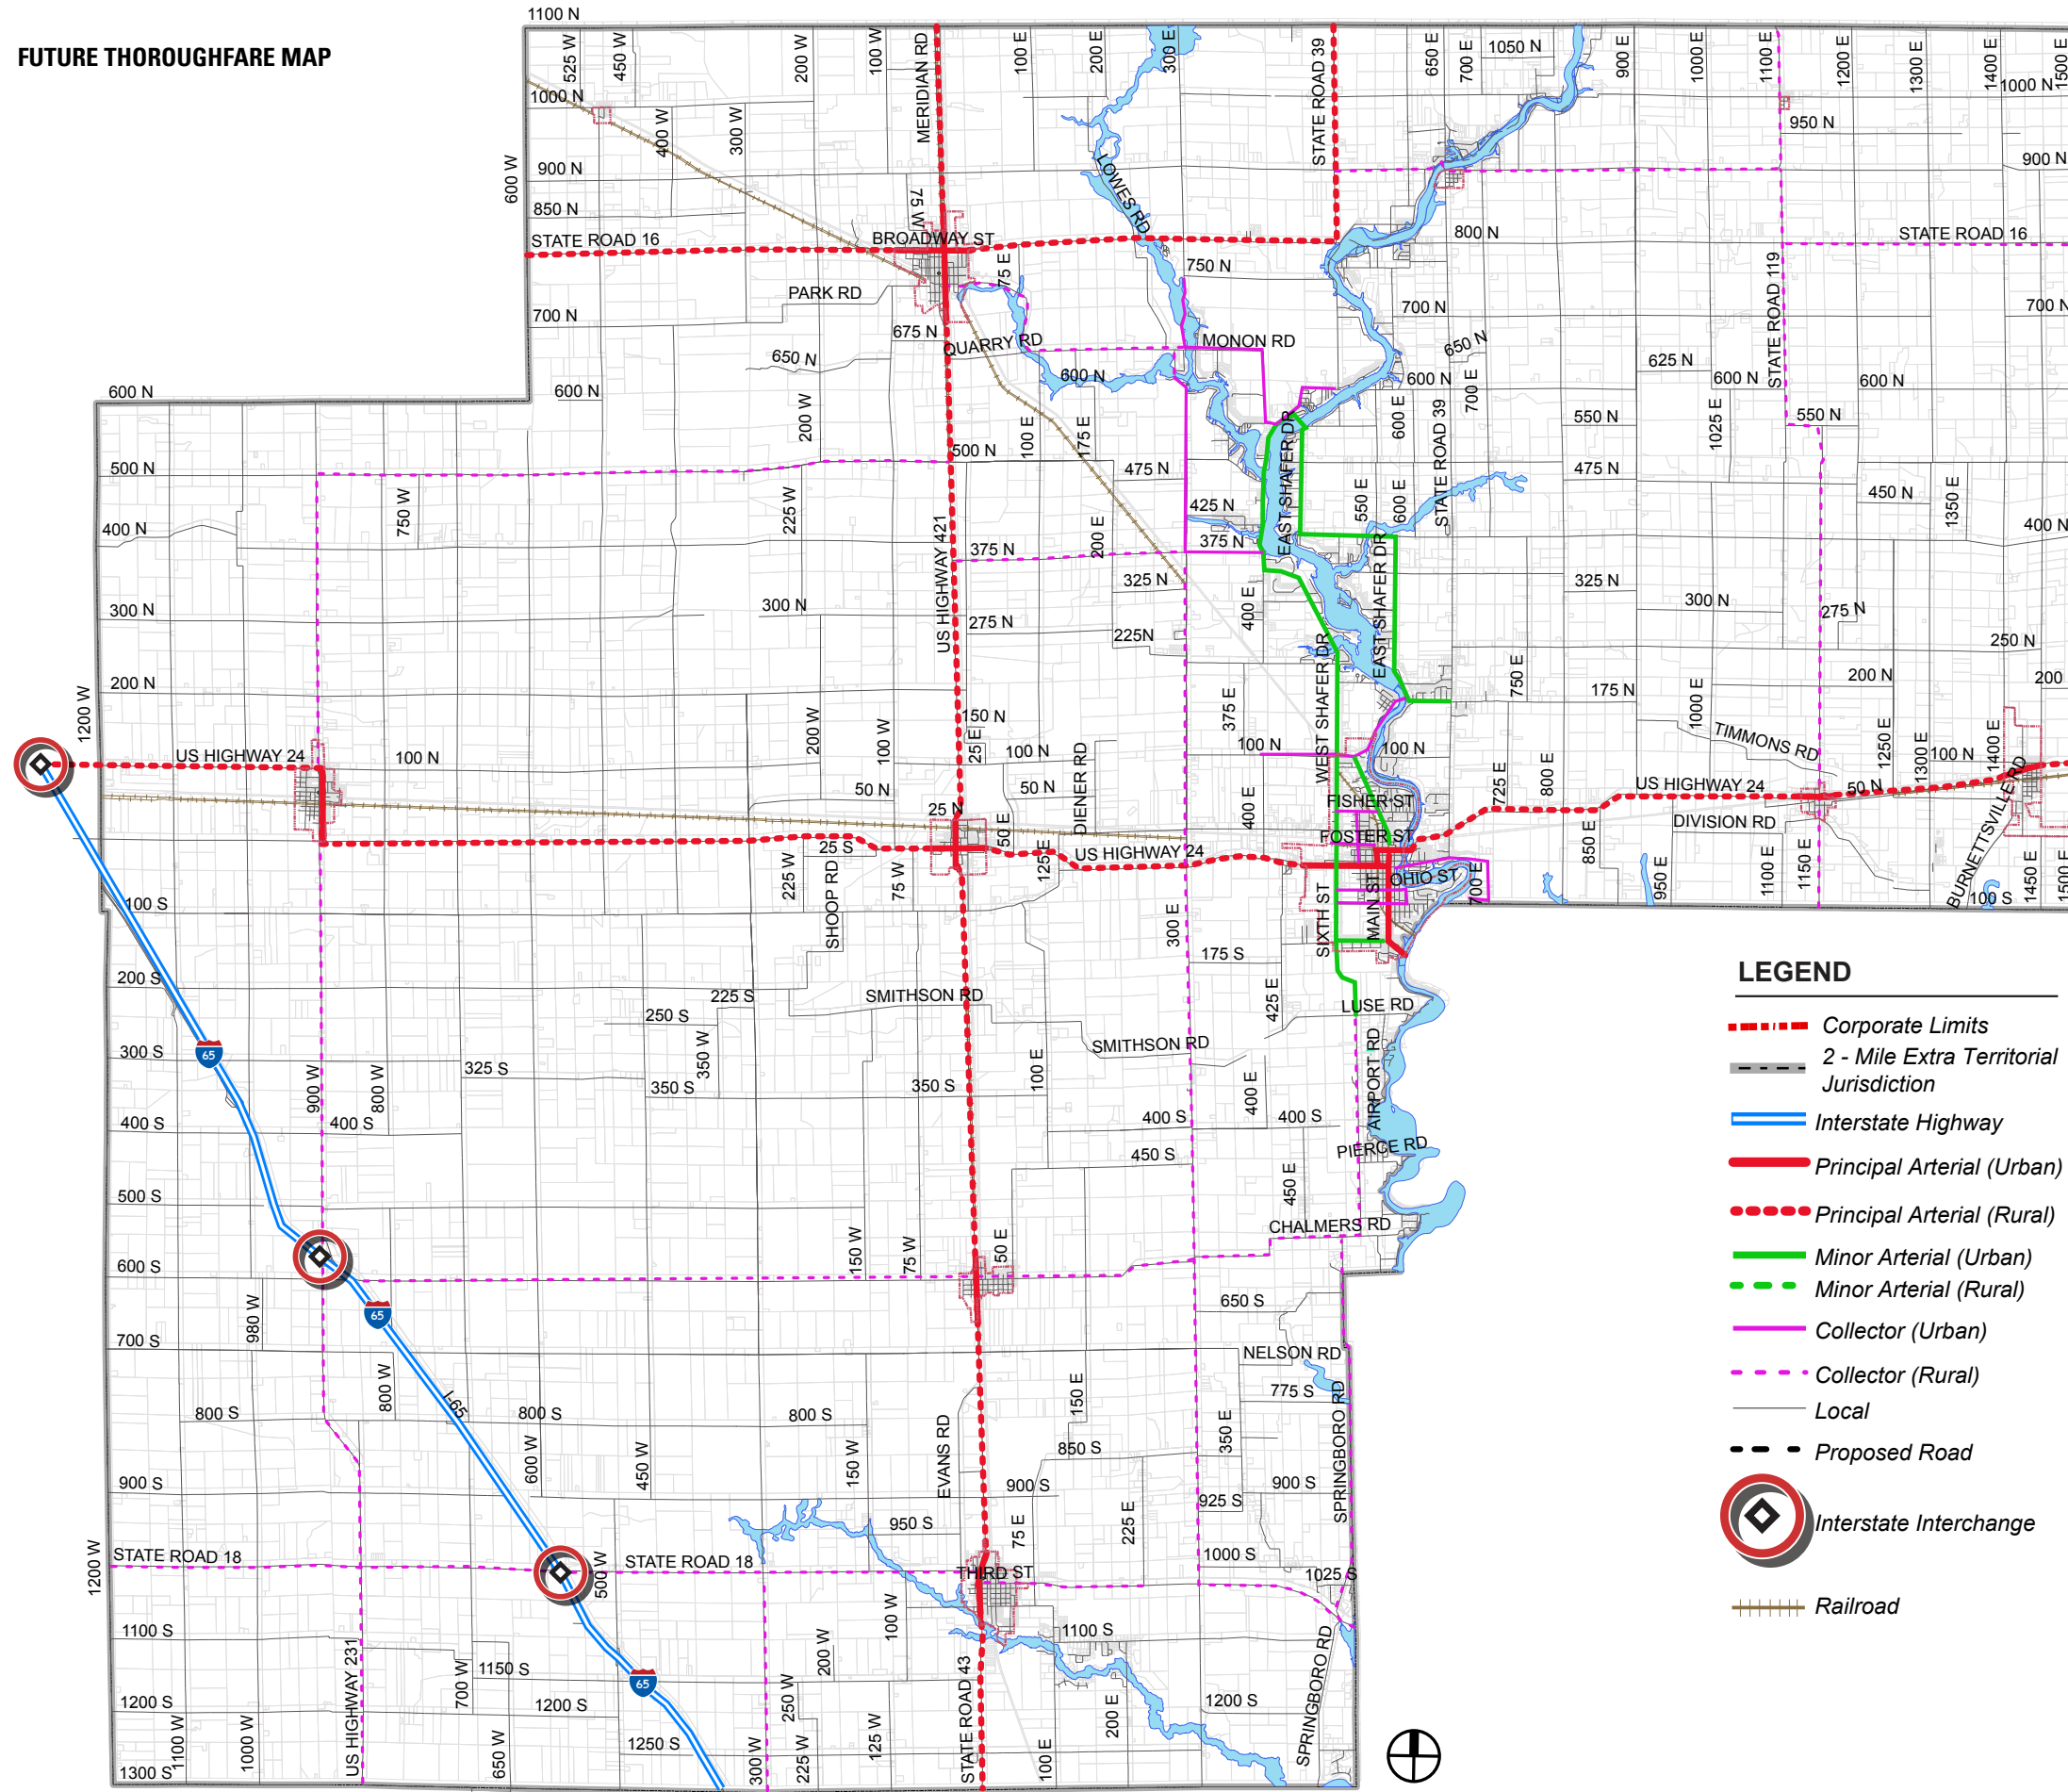 FUTURE THOROUGHFARE MAP
1100 N
525 W
450 W
200 W
100 W
MERIDIAN RD
100 E
200 E
300 E
STATE ROAD 39
650 E
700 E
1050 N
900 E
1000 E
1100 E
1200 E
1300 E
1400 E
1500 E
1000 N
1000 N
950 N
400 W
300 W
600 W
900 N
900 N
LOWES RD
75 W
850 N
STATE ROAD 16
BROADWAY ST
75 E
800 N
STATE ROAD 16
750 N
STATE ROAD 119
PARK RD
700 N
700 N
700 N
675 N
QUARRY RD
MONON RD
650 N
650 N
625 N
600 N
600 N
600 N
600 N
600 N
600 N
700 E
200 W
100 E
175 E
EAST SHAFER DR
600 E
STATE ROAD 39
550 N
1025 E
550 N
500 N
500 N
475 N
475 N
450 N
1350 E
750 W
225 W
425 N
550 E
600 E
400 N
400 N
US HIGHWAY 421
375 N
200 E
375 N
EAST SHAFER DR
325 N
325 N
300 N
300 N
300 N
275 N
275 N
225N
400 E
WEST SHAFER DR
250 N
200 N
1200 W
750 E
175 N
1000 E
200 N
200
150 N
25 E
375 E
TIMMONS RD
1250 E
1300 E
1400 E
US HIGHWAY 24
100 N
200 W
100 W
100 N
DIENER RD
100 N
100 N
100 N
50 N
50 N
725 E
800 E
US HIGHWAY 24
50 N
BURNETTSVILLE RD
25 N
50 E
400 E
FISHER ST
FOSTER ST
DIVISION RD
25 S
225 W
SHOOP RD
75 W
125 E
US HIGHWAY 24
OHIO ST
700 E
850 E
950 E
1100 E
1150 E
1450 E
1500 E
100 S
100 S
300 E
SIXTH ST
MAIN ST
175 S
425 E
200 S
225 S
SMITHSON RD
LUSE RD
250 S
350 W
SMITHSON RD
AIRPORT RD
300 S
325 S
350 S
350 S
900 W
800 W
100 E
400 E
400 S
400 S
400 S
400 S
PIERCE RD
450 S
450 E
500 S
CHALMERS RD
150 W
75 W
50 E
600 S
980 W
650 S
700 S
NELSON RD
775 S
800 W
I-65
150 E
800 S
800 S
800 S
350 E
SPRINGBORO RD
600 W
450 W
150 W
EVANS RD
850 S
900 S
900 S
900 S
925 S
950 S
75 E
225 E
STATE ROAD 18
STATE ROAD 18
500 W
THIRD ST
1000 S
1025 S
1200 W
100 W
1100 S
1100 S
US HIGHWAY 231
700 W
1150 S
200 W
STATE ROAD 43
SPRINGBORO RD
1200 S
1200 S
1200 S
250 W
200 E
1100 W
1000 W
650 W
1250 S
300 W
225 W
125 W
100 E
1300 S
65
65
65
LEGEND
Corporate Limits
2 - Mile Extra Territorial
Jurisdiction
Interstate Highway
Principal Arterial (Urban)
Principal Arterial (Rural)
Minor Arterial (Urban)
Minor Arterial (Rural)
Collector (Urban)
Collector (Rural)
Local
Proposed Road
Interstate Interchange
Railroad